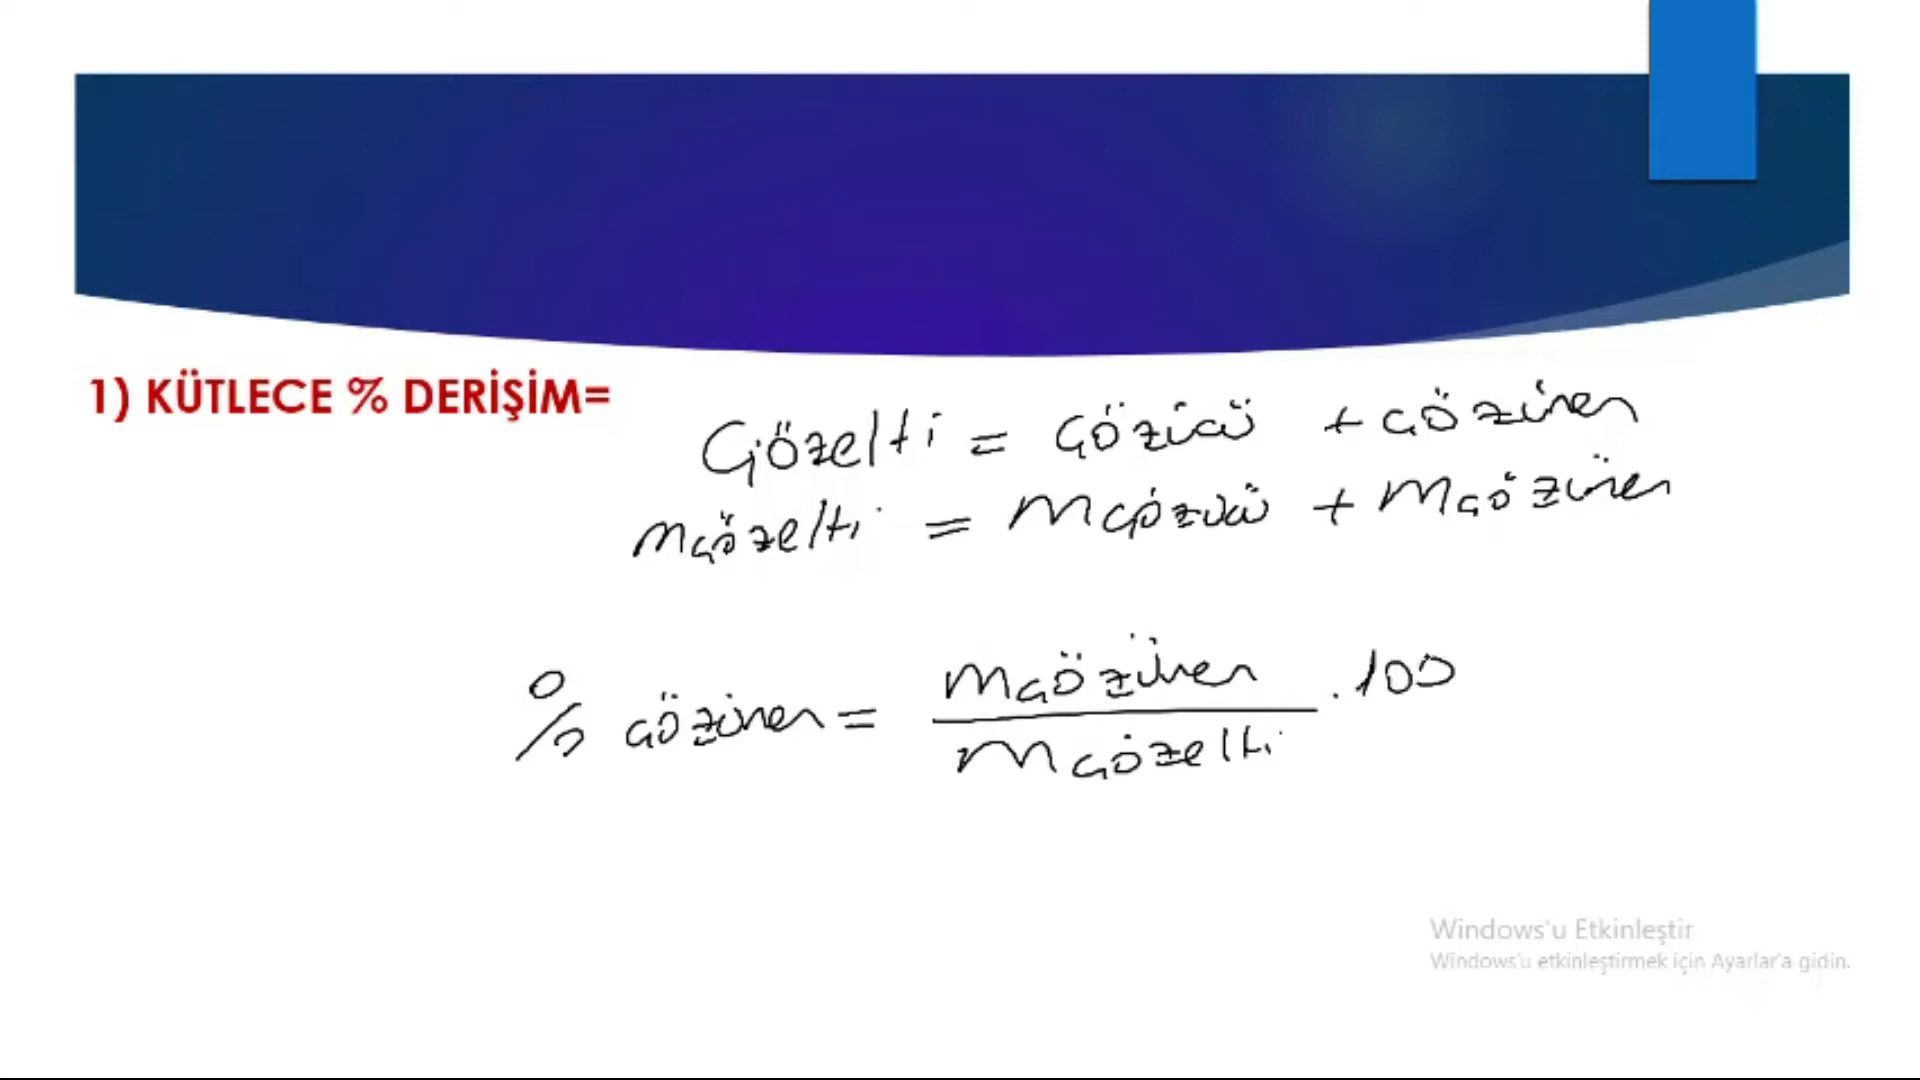 1) KÜTLECE % DERİŞİM=
Çözelti = çözücü + çözünen
mçözelti = mçözücü + mçözünen
% çözünen = mçözünen / mçözelti . 100
Windows'u Etkinleştir
Windows'u etkinleştirmek için Ayarlar'a gidin.